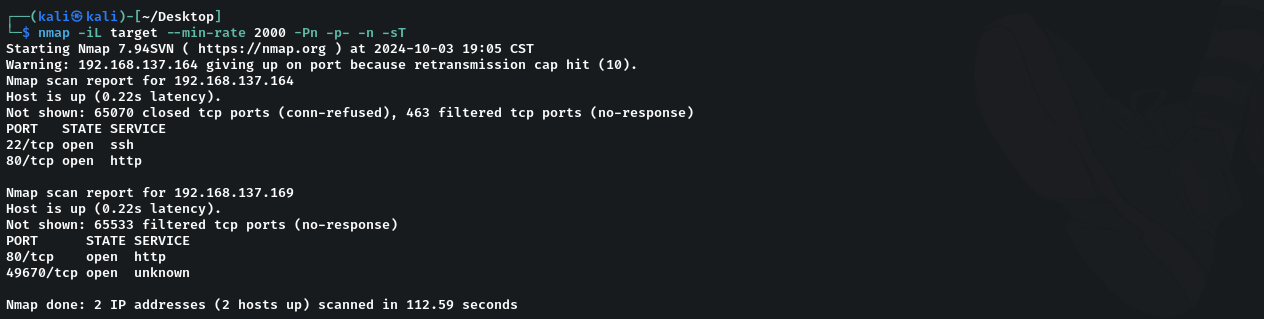 ┌──(kali㉿kali)-[~/Desktop]
└─$ nmap -iL target --min-rate 2000 -Pn -p- -n -sT
Starting Nmap 7.94SVN ( https://nmap.org ) at 2024-10-03 19:05 CST
Warning: 192.168.137.164 giving up on port because retransmission cap hit (10).
Nmap scan report for 192.168.137.164
Host is up (0.22s latency).
Not shown: 65070 closed tcp ports (conn-refused), 463 filtered tcp ports (no-response)
PORT   STATE SERVICE
22/tcp open  ssh
80/tcp open  http

Nmap scan report for 192.168.137.169
Host is up (0.22s latency).
Not shown: 65533 filtered tcp ports (no-response)
PORT      STATE SERVICE
80/tcp    open  http
49670/tcp open  unknown

Nmap done: 2 IP addresses (2 hosts up) scanned in 112.59 seconds